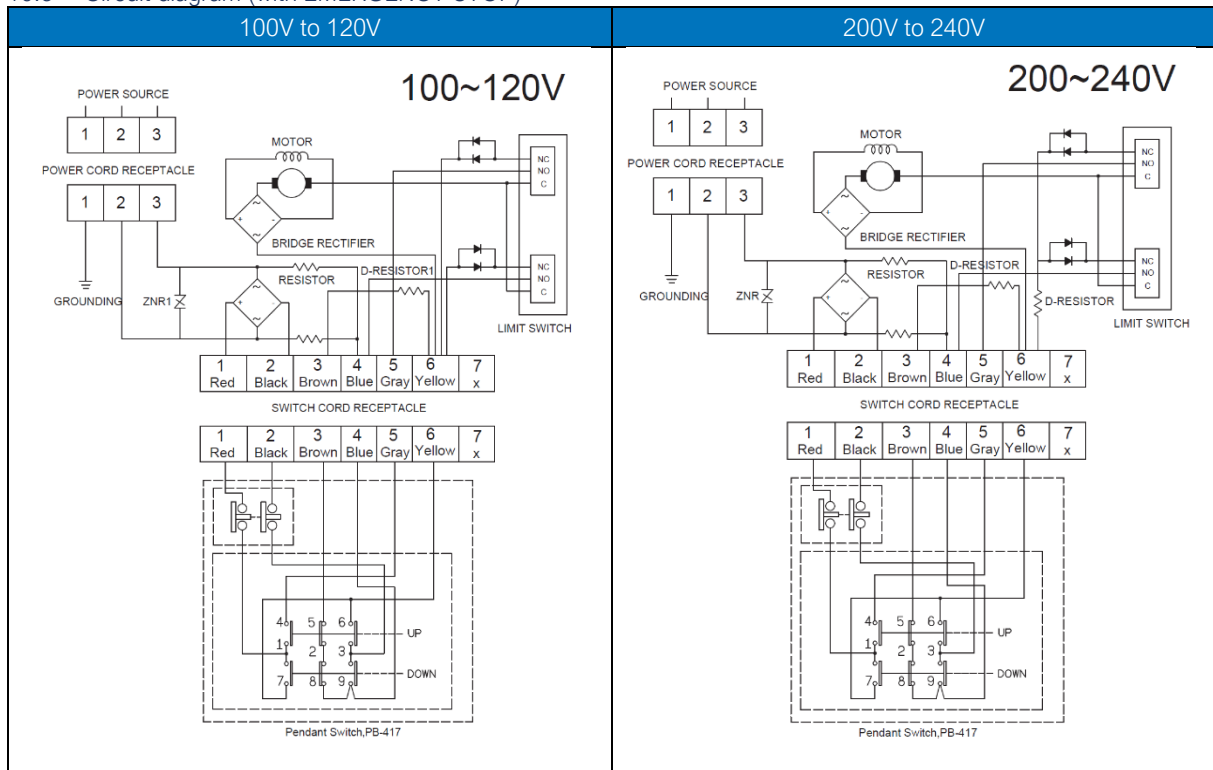 100V to 120V
200V to 240V
100~120V
POWER SOURCE
1 2 3
MOTOR
NC
NO
C
POWER CORD RECEPTACLE
1 2 3
+ ~ ~ -
BRIDGE RECTIFIER
D-RESISTOR1
RESISTOR
NC
NO
C
GROUNDING
ZNR1
+ ~ ~ -
LIMIT SWITCH
1 2 3 4 5 6 7
Red Black Brown Blue Gray Yellow x
SWITCH CORD RECEPTACLE
1 2 3 4 5 6 7
Red Black Brown Blue Gray Yellow x
4 5 6
UP
1 2 3
DOWN
7 8 9
Pendant Switch,PB-417
200~240V
POWER SOURCE
1 2 3
MOTOR
NC
NO
C
POWER CORD RECEPTACLE
1 2 3
+ ~ ~ -
BRIDGE RECTIFIER
D-RESISTOR
RESISTOR
NC
NO
C
GROUNDING
ZNR
+ ~ ~ -
D-RESISTOR
LIMIT SWITCH
1 2 3 4 5 6 7
Red Black Brown Blue Gray Yellow x
SWITCH CORD RECEPTACLE
1 2 3 4 5 6 7
Red Black Brown Blue Gray Yellow x
4 5 6
UP
1 2 3
DOWN
7 8 9
Pendant Switch,PB-417